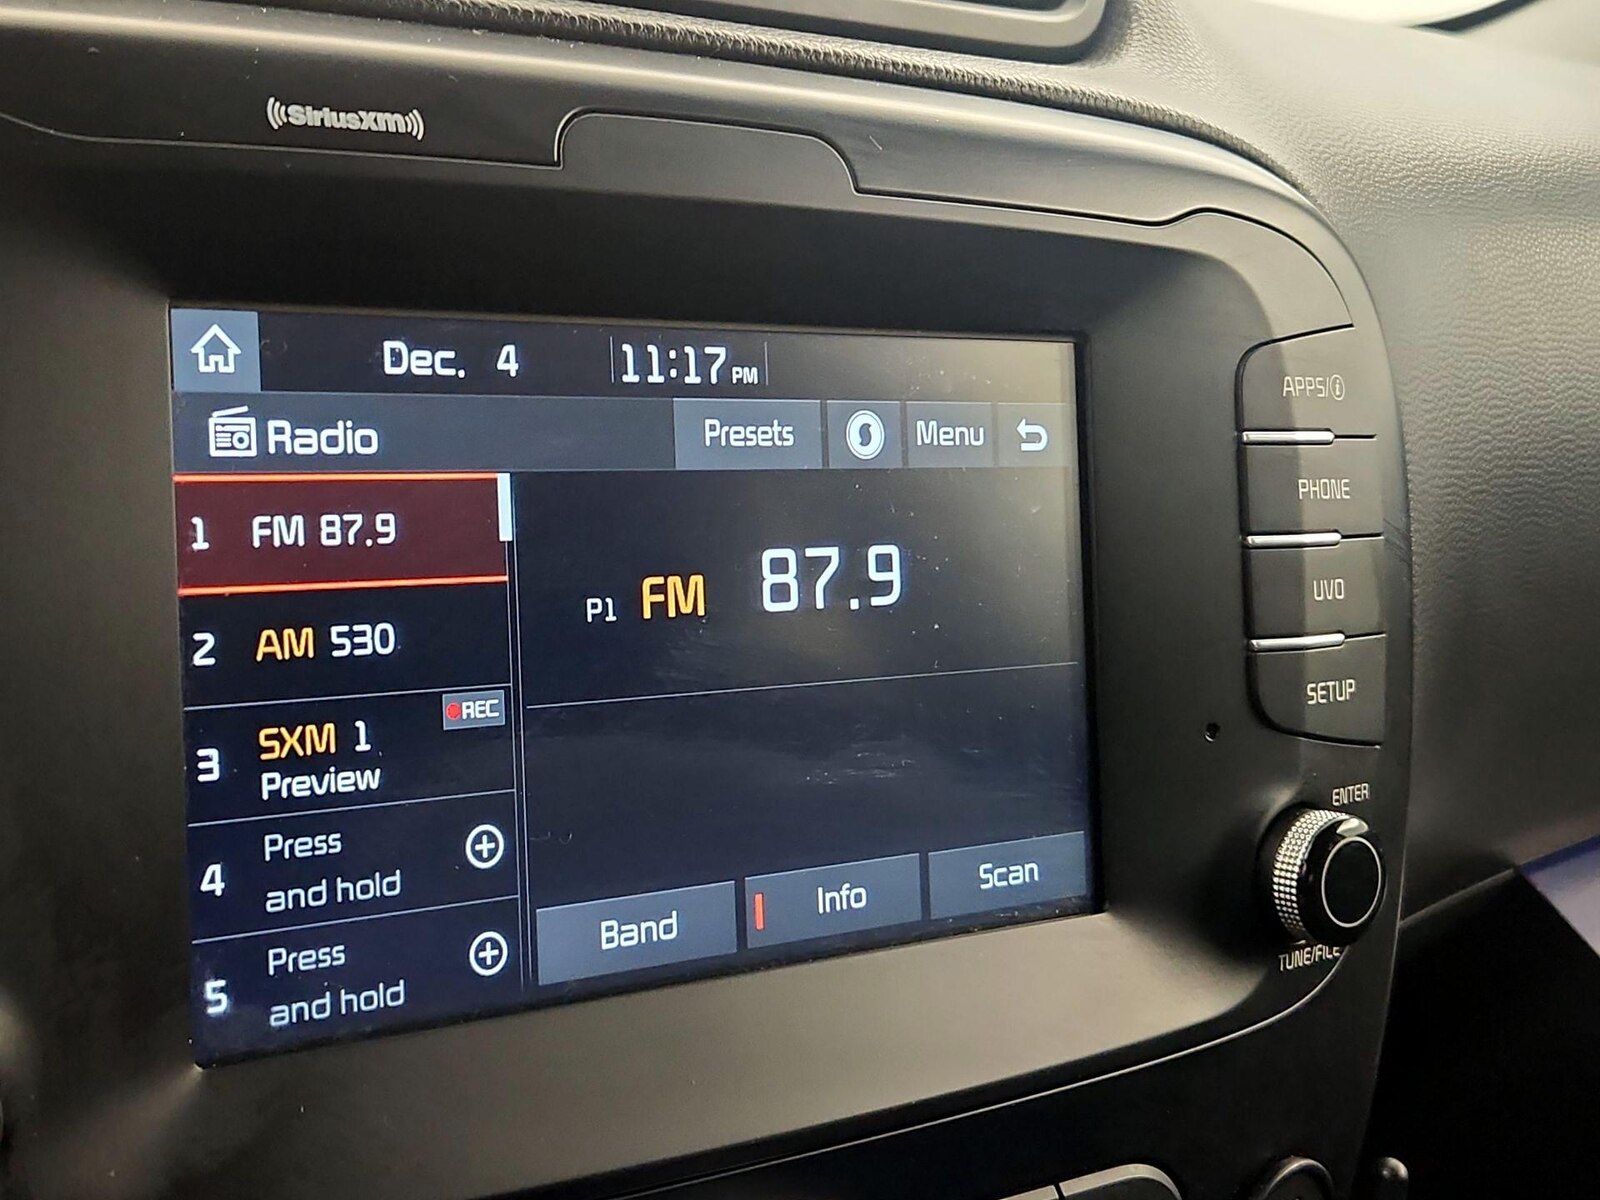 SiriusXM
Dec. 4 11:17 PM
Radio Presets Menu
1 FM 87.9
2 AM 530
REC
3 SXM 1
Preview
4 Press
and hold
5 Press
and hold
P1 FM 87.9
Band Info Scan
APPS/i
PHONE
UVO
SETUP
ENTER
TUNE/FILE